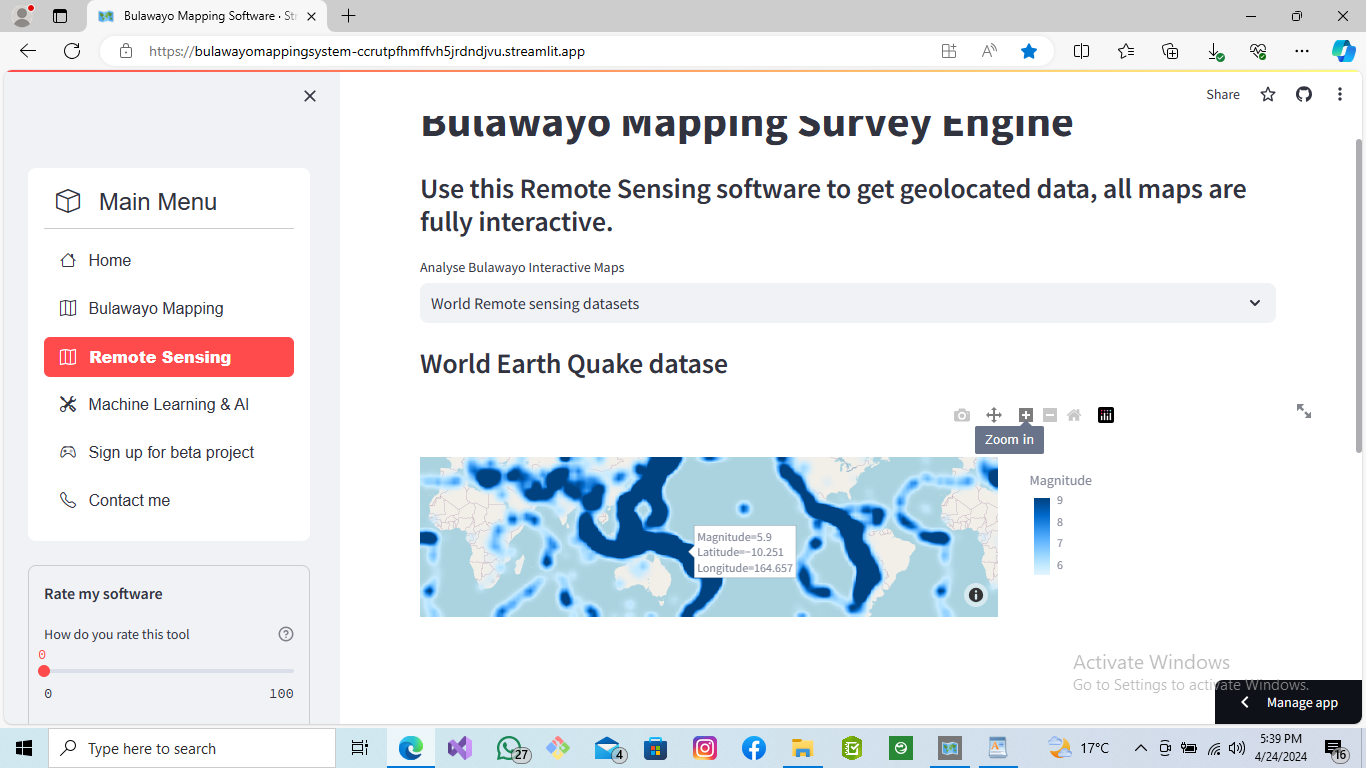 Bulawayo Mapping Software · Str
https://bulawayomappingsystem-ccrutpfhmffvh5jrdndjvu.streamlit.app
Share
Main Menu
Home
Bulawayo Mapping
Remote Sensing
Machine Learning & AI
Sign up for beta project
Contact me
Rate my software
How do you rate this tool
0
0
100
Bulawayo Mapping Survey Engine
Use this Remote Sensing software to get geolocated data, all maps are
fully interactive.
Analyse Bulawayo Interactive Maps
World Remote sensing datasets
World Earth Quake datase
Zoom in
Magnitude=5.9
Latitude=−10.251
Longitude=164.657
Magnitude
9
8
7
6
Activate Windows
Go to Settings to activate Windows.
Manage app
Type here to search
27
4
17°C
5:39 PM
4/24/2024
16